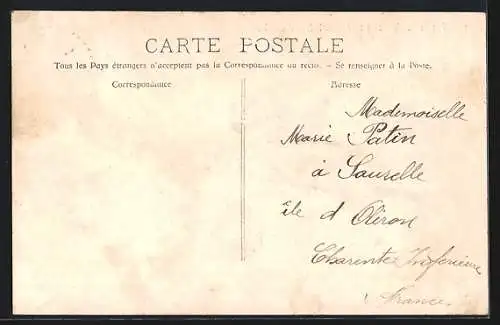 CARTE POSTALE
Tous les Pays étrangers n'acceptent pas la Correspondance au recto. - Se renseigner à la Poste.
Correspondance
Adresse
Mademoiselle
Marie Patin
à Sauzelle
île d Oléron
Charente Inférieure
France